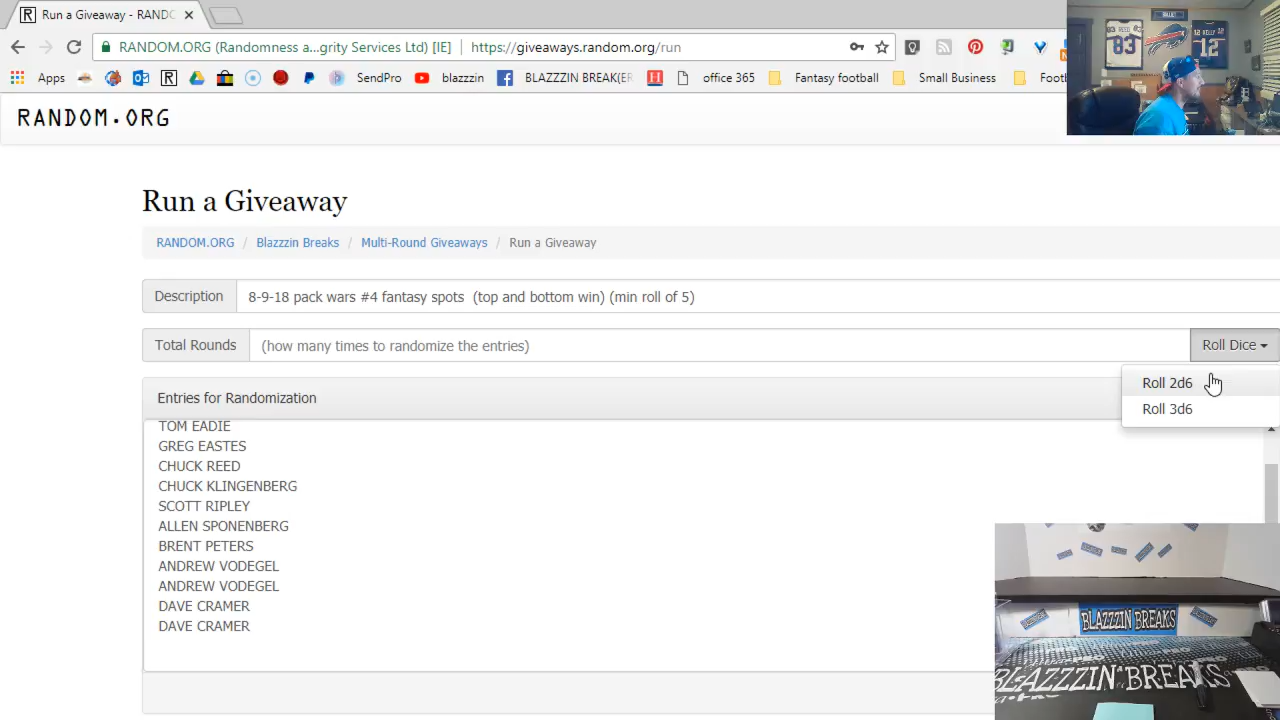 Run a Giveaway - RANDO
RANDOM.ORG (Randomness a...grity Services Ltd) [IE]
https://giveaways.random.org/run
Apps
SendPro
blazzzin
BLAZZZIN BREAK(ER
office 365
Fantasy football
Small Business
Footl
83
12
RANDOM.ORG
Run a Giveaway
RANDOM.ORG / Blazzzin Breaks / Multi-Round Giveaways / Run a Giveaway
Description 8-9-18 pack wars #4 fantasy spots (top and bottom win) (min roll of 5)
Total Rounds (how many times to randomize the entries) Roll Dice
Roll 2d6
Roll 3d6
Entries for Randomization
TOM EADIE
GREG EASTES
CHUCK REED
CHUCK KLINGENBERG
SCOTT RIPLEY
ALLEN SPONENBERG
BRENT PETERS
ANDREW VODEGEL
ANDREW VODEGEL
DAVE CRAMER
DAVE CRAMER
BLAZZZIN BREAKS
BLAZZZIN BREAKS